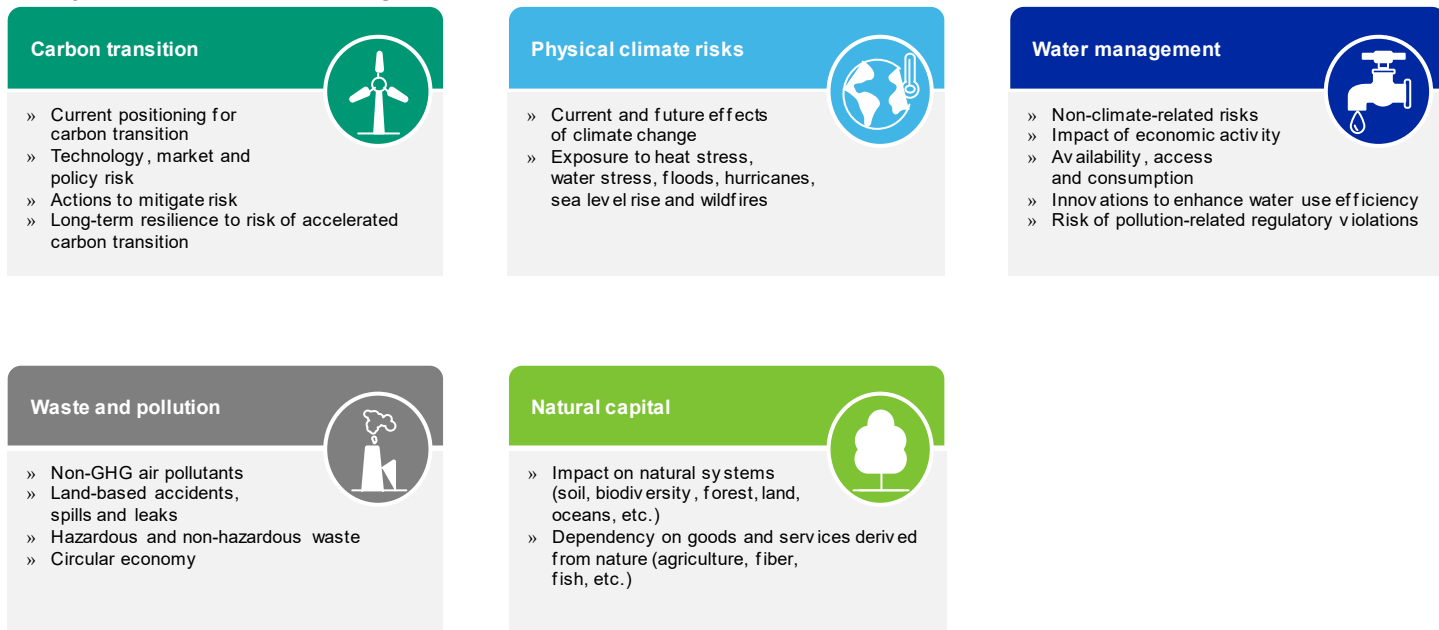 Carbon transition
» Current positioning for
carbon transition
» Technology, market and
policy risk
» Actions to mitigate risk
» Long-term resilience to risk of accelerated
carbon transition
Physical climate risks
» Current and future effects
of climate change
» Exposure to heat stress,
water stress, floods, hurricanes,
sea level rise and wildfires
Water management
» Non-climate-related risks
» Impact of economic activity
» Availability, access
and consumption
» Innovations to enhance water use efficiency
» Risk of pollution-related regulatory violations
Waste and pollution
» Non-GHG air pollutants
» Land-based accidents,
spills and leaks
» Hazardous and non-hazardous waste
» Circular economy
Natural capital
» Impact on natural systems
(soil, biodiversity, forest, land,
oceans, etc.)
» Dependency on goods and services derived
from nature (agriculture, fiber,
fish, etc.)